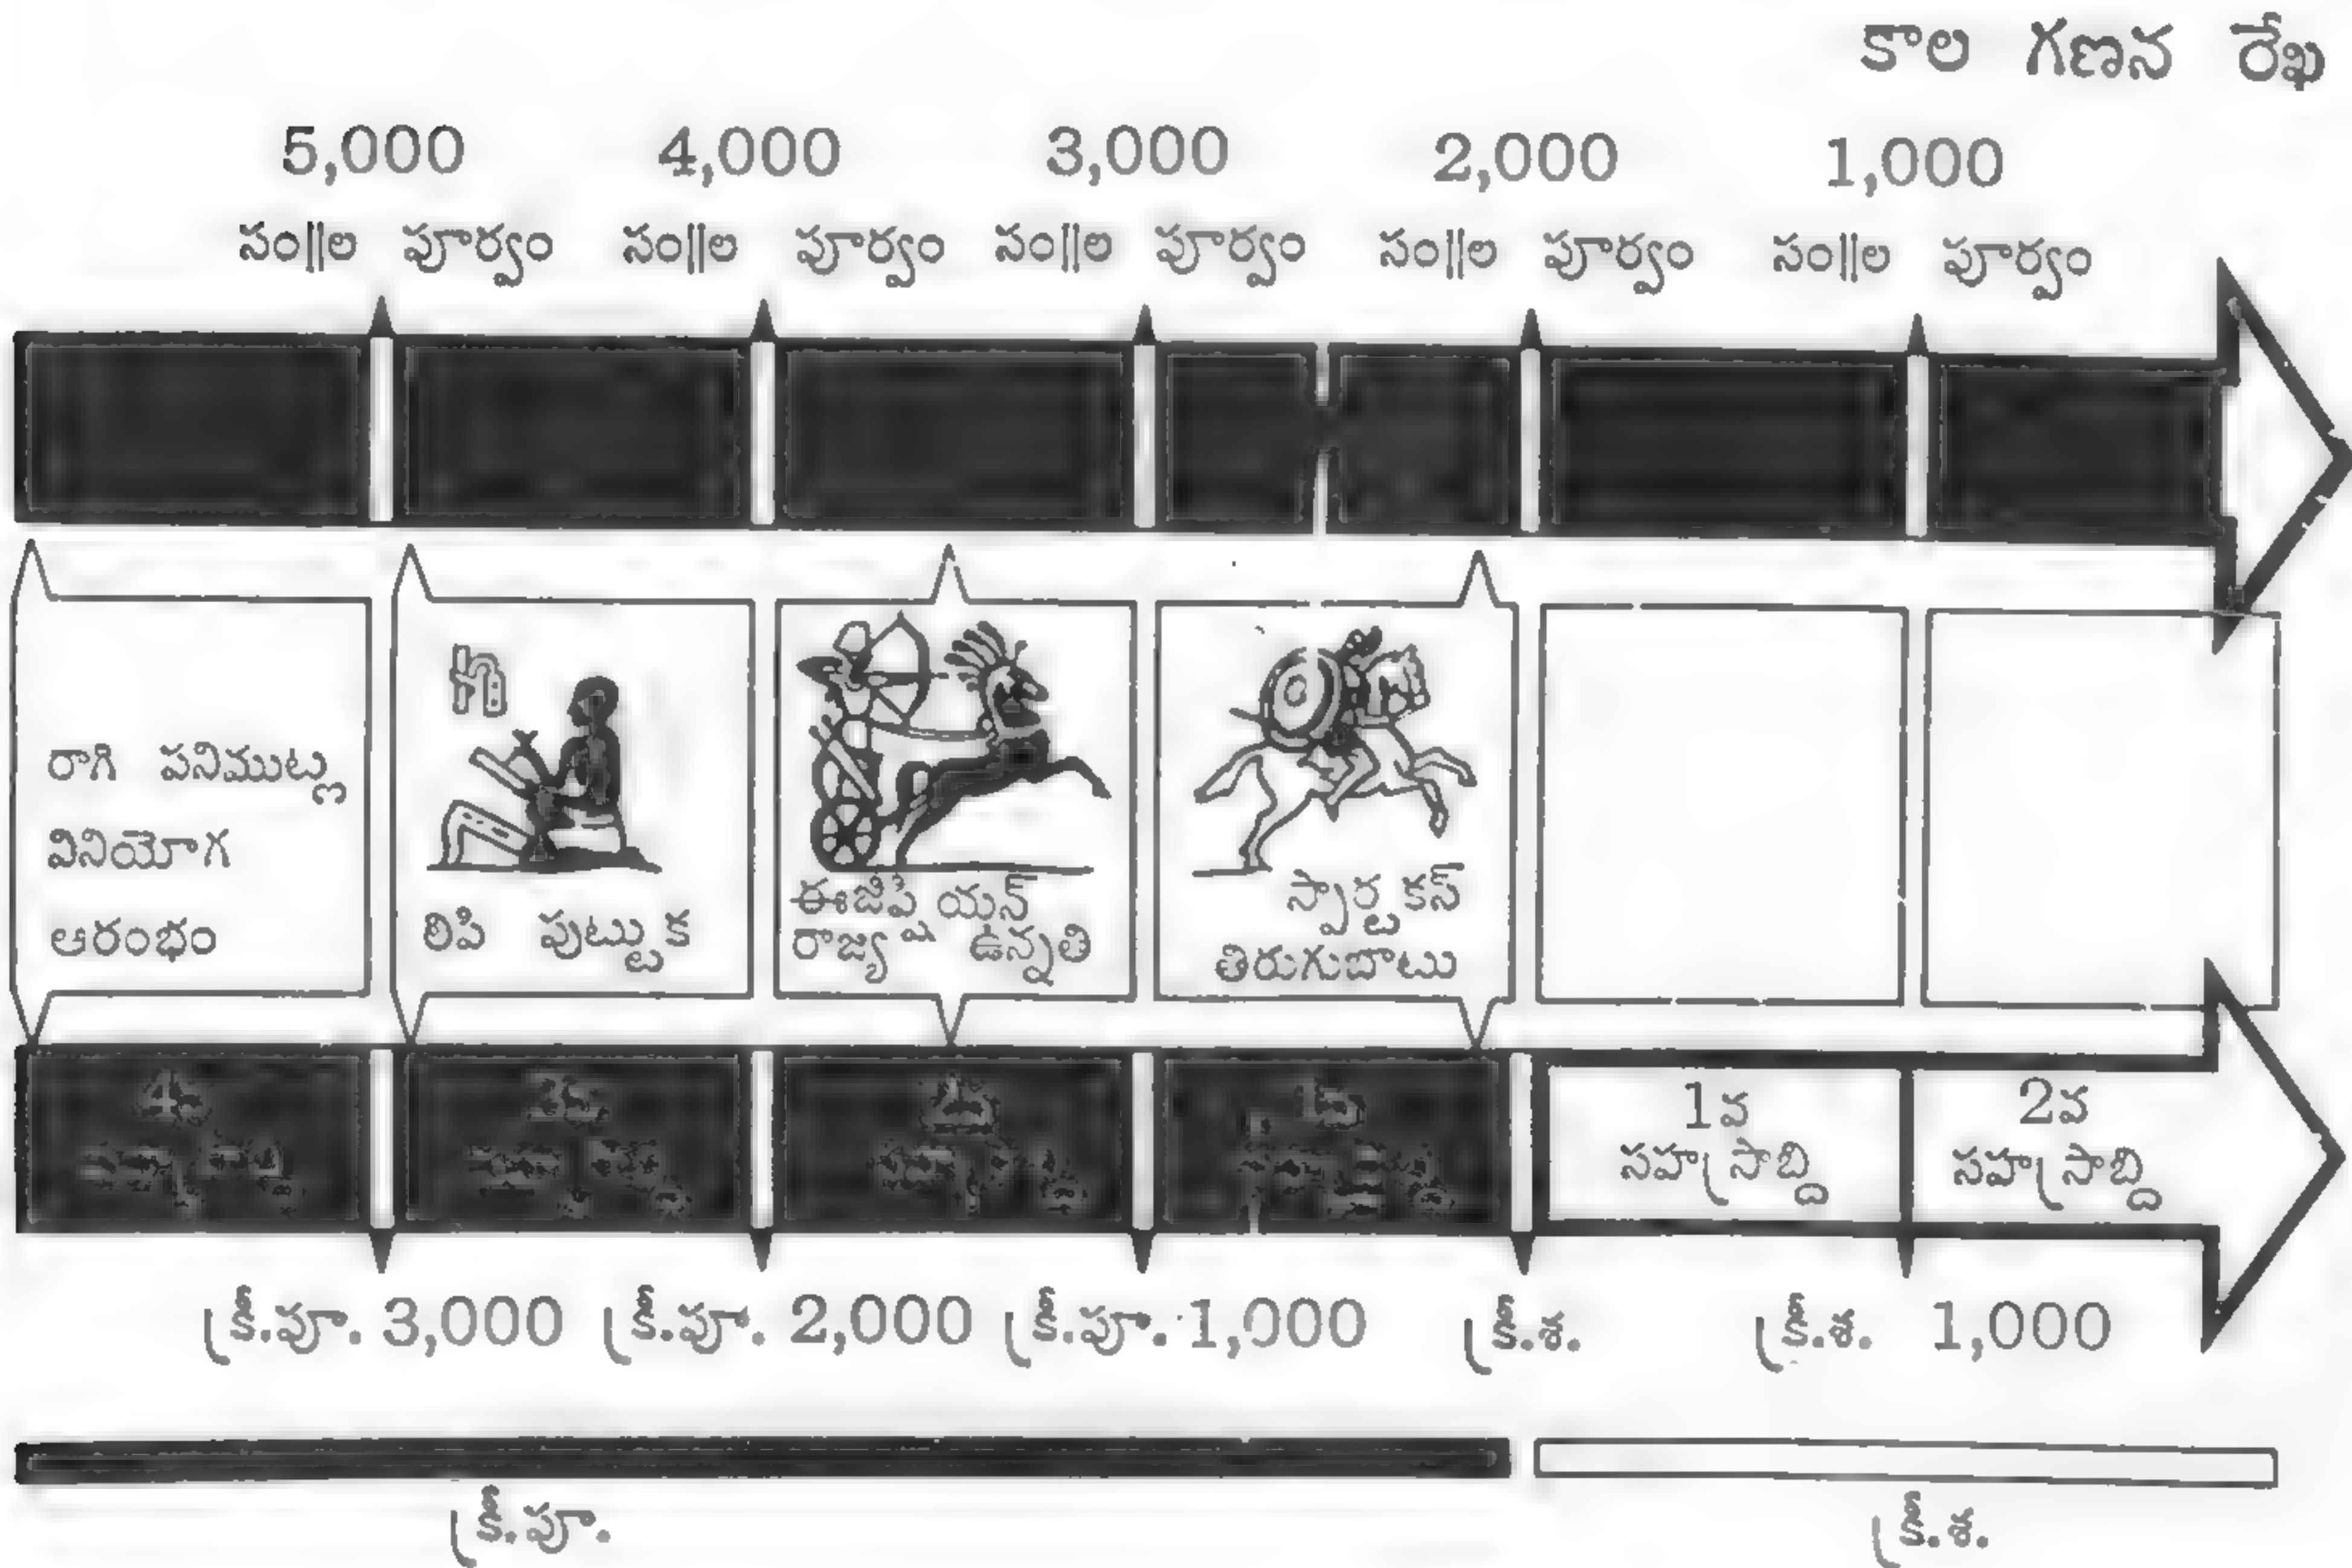 కాల గణన రేఖ
5,000 4,000 3,000 2,000 1,000
సం||ల పూర్వం సం||ల పూర్వం సం||ల పూర్వం సం||ల పూర్వం సం||ల పూర్వం
రాగి పనిముట్ల
వినియోగ
ఆరంభం
లిపి పుట్టుక
ఈజిప్షియన్
రాజ్య ఉన్నతి
స్పార్టకస్
తిరుగుబాటు
1వ
సహస్రాబ్ది
2వ
సహస్రాబ్ది
క్రీ.పూ. 3,000 క్రీ.పూ. 2,000 క్రీ.పూ. 1,000 క్రీ.శ. క్రీ.శ. 1,000
క్రీ.పూ. క్రీ.శ.